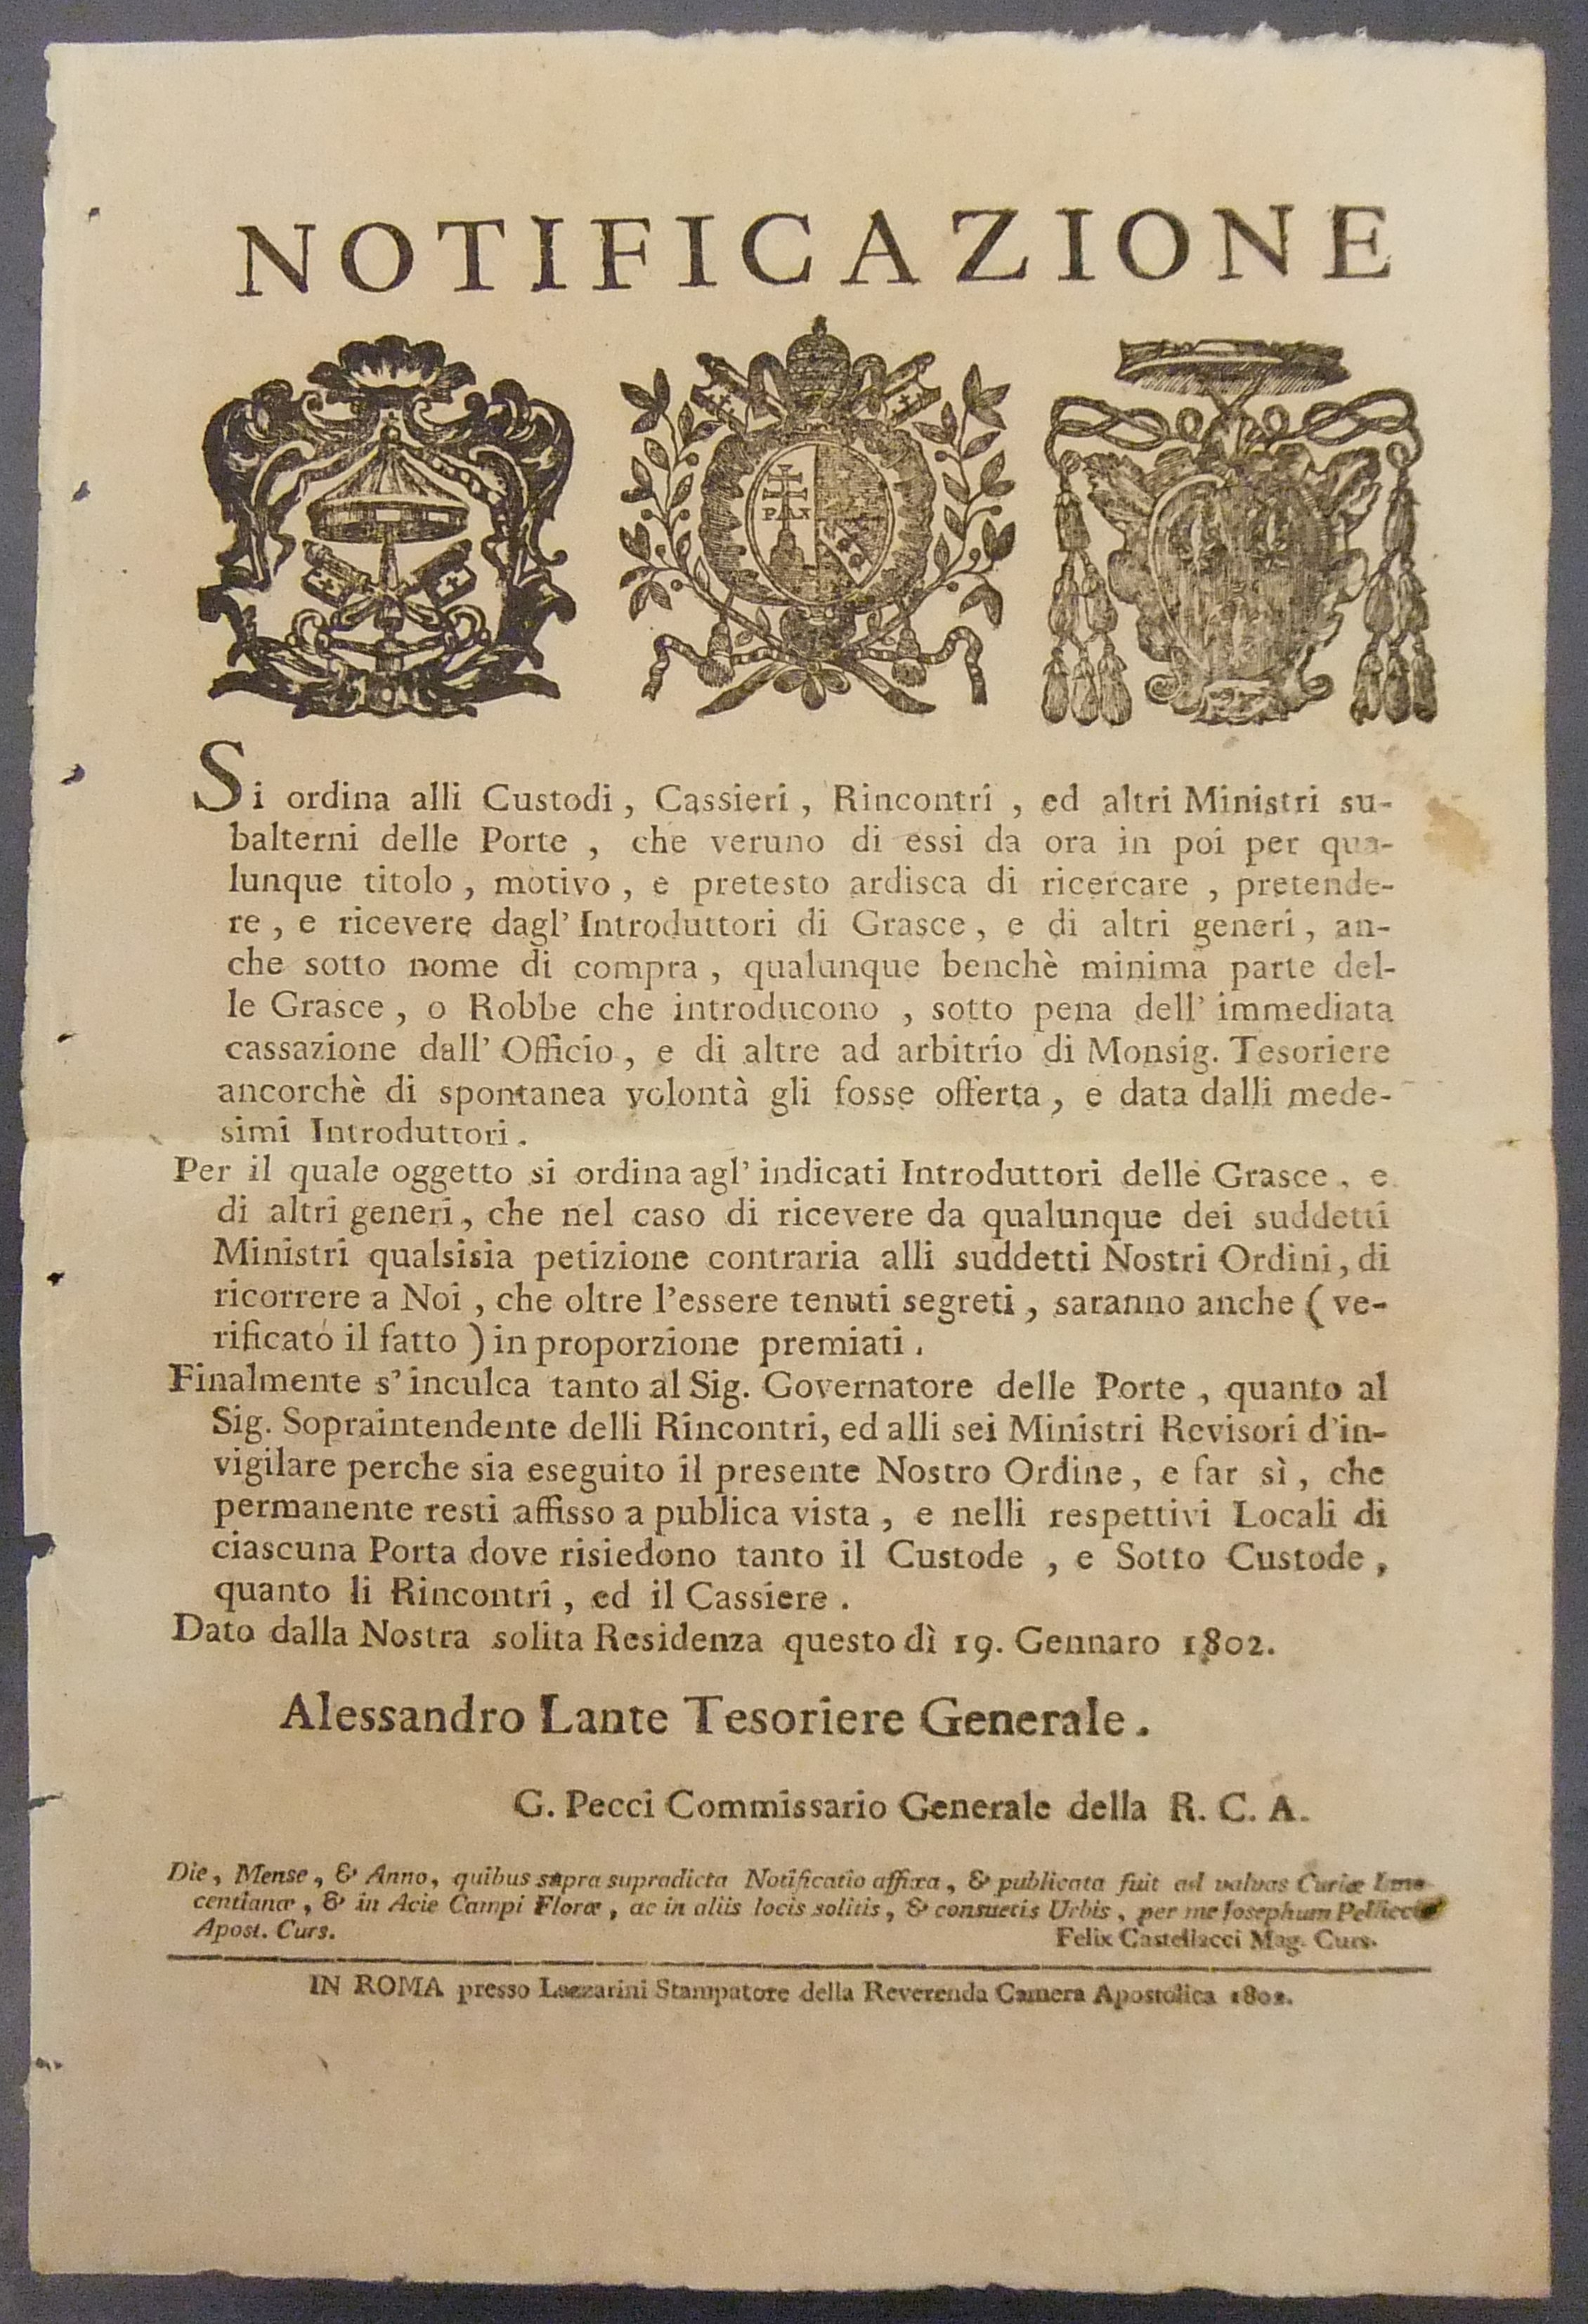 NOTIFICAZIONE
PAX
Si ordina alli Custodi, Cassieri, Rincontri, ed altri Ministri su-
balterni delle Porte, che veruno di essi da ora in poi per qua-
lunque titolo, motivo, e pretesto ardisca di ricercare, pretende-
re, e ricevere dagl' Introduttori di Grasce, e di altri generi, an-
che sotto nome di compra, qualunque benchè minima parte del-
le Grasce, o Robbe che introducono, sotto pena dell' immediata
cassazione dall' Officio, e di altre ad arbitrio di Monsig. Tesoriere
ancorchè di spontanea volontà gli fosse offerta, e data dalli mede-
simi Introduttori.
Per il quale oggetto si ordina agl' indicati Introduttori delle Grasce, e
di altri generi, che nel caso di ricevere da qualunque dei suddetti
Ministri qualsisia petizione contraria alli suddetti Nostri Ordini, di
ricorrere a Noi, che oltre l'essere tenuti segreti, saranno anche (ve-
rificato il fatto) in proporzione premiati.
Finalmente s' inculca tanto al Sig. Governatore delle Porte, quanto al
Sig. Sopraintendente delli Rincontri, ed alli sei Ministri Revisori d'in-
vigilare perche sia eseguito il presente Nostro Ordine, e far sì, che
permanente resti affisso a publica vista, e nelli respettivi Locali di
ciascuna Porta dove risiedono tanto il Custode, e Sotto Custode,
quanto li Rincontri, ed il Cassiere.
Dato dalla Nostra solita Residenza questo dì 19. Gennaro 1802.
Alessandro Lante Tesoriere Generale.
G. Pecci Commissario Generale della R. C. A.
Die, Mense, & Anno, quibus supra supradicta Notificatio affixa, & publicata fuit ad valvas Curiæ Inno-
centianæ, & in Acie Campi Floræ, ac in aliis locis solitis, & consuetis Urbis, per me Josephum
Apost. Curs.
Felix Castellacci Mag. Curs.
IN ROMA presso Lazzarini Stampatore della Reverenda Camera Apostolica 1802.